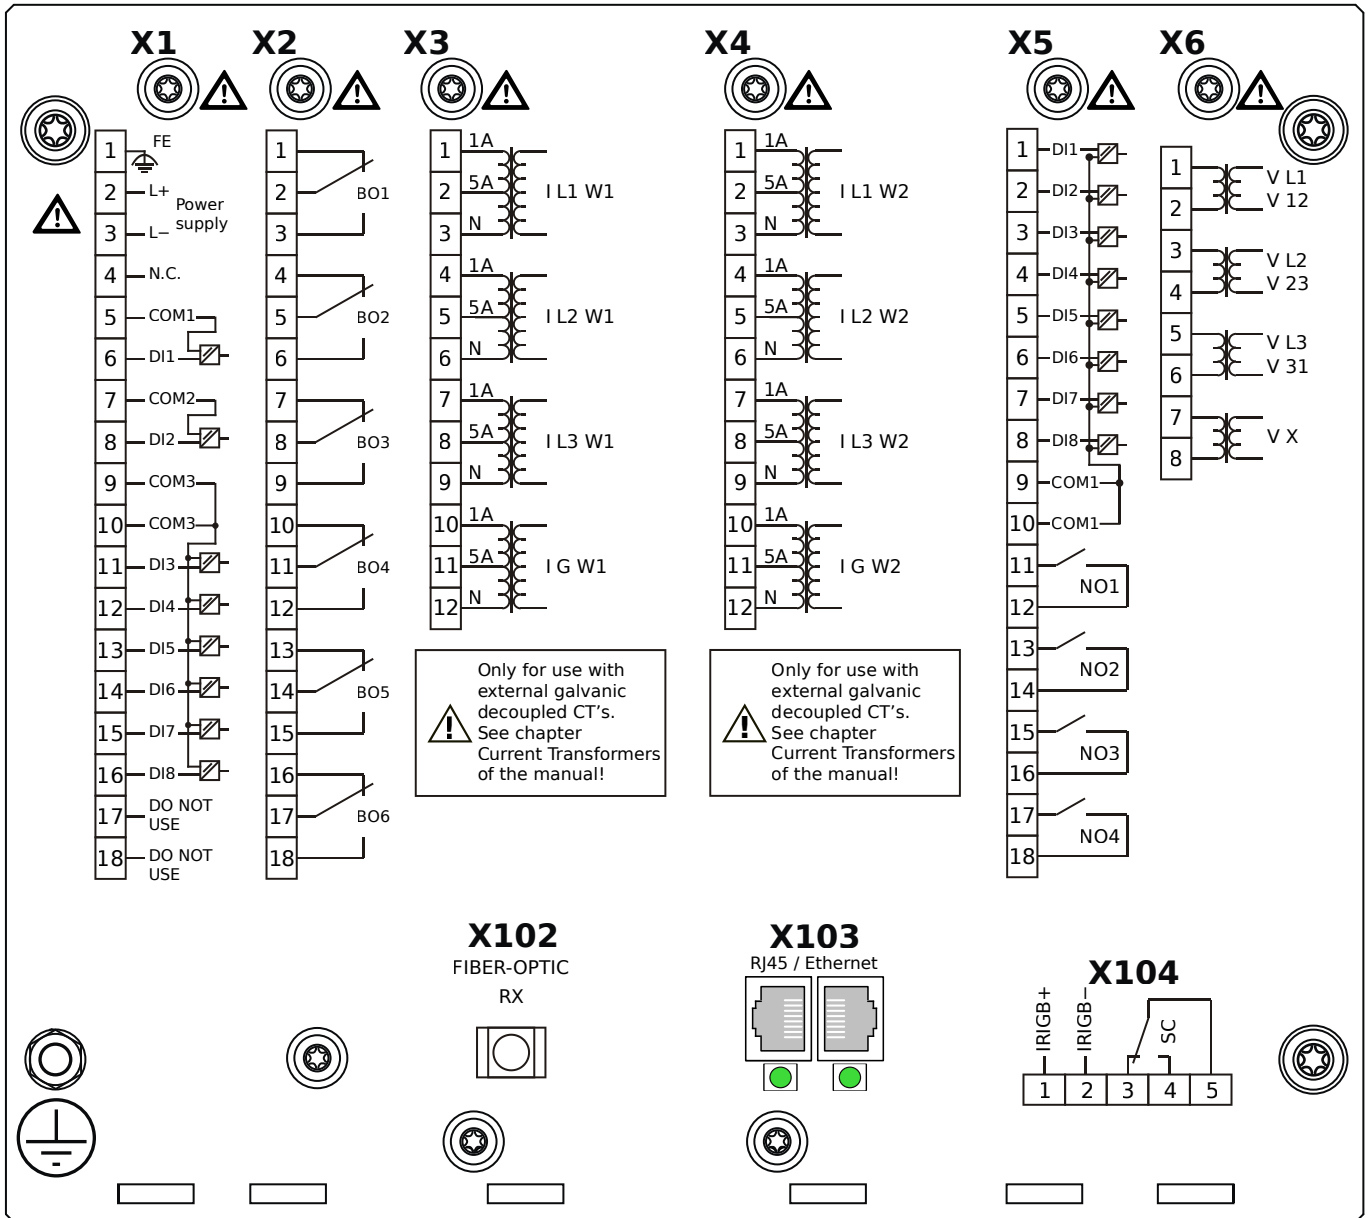 X1
X2
X3
X4
X5
X6
1 FE
2 L+
Power
supply
3 L−
4 N.C.
5 COM1
6 DI1
7 COM2
8 DI2
9 COM3
10 COM3
11 DI3
12 DI4
13 DI5
14 DI6
15 DI7
16 DI8
17 DO NOT
USE
18 DO NOT
USE
1
2 BO1
3
4
5 BO2
6
7
8 BO3
9
10
11 BO4
12
13
14 BO5
15
16
17 BO6
18
1 1A
2 5A I L1 W1
3 N
4 1A
5 5A I L2 W1
6 N
7 1A
8 5A I L3 W1
9 N
10 1A
11 5A I G W1
12 N
Only for use with
external galvanic
decoupled CT's.
See chapter
Current Transformers
of the manual!
1 1A
2 5A I L1 W2
3 N
4 1A
5 5A I L2 W2
6 N
7 1A
8 5A I L3 W2
9 N
10 1A
11 5A I G W2
12 N
Only for use with
external galvanic
decoupled CT's.
See chapter
Current Transformers
of the manual!
1 DI1
2 DI2
3 DI3
4 DI4
5 DI5
6 DI6
7 DI7
8 DI8
9 COM1
10 COM1
11
NO1
12
13
NO2
14
15
NO3
16
17
NO4
18
1 V L1
2 V 12
3 V L2
4 V 23
5 V L3
6 V 31
7 V X
8
X102
FIBER-OPTIC
RX
X103
RJ45 / Ethernet
X104
IRIGB+
IRIGB−
SC
1 2 3 4 5